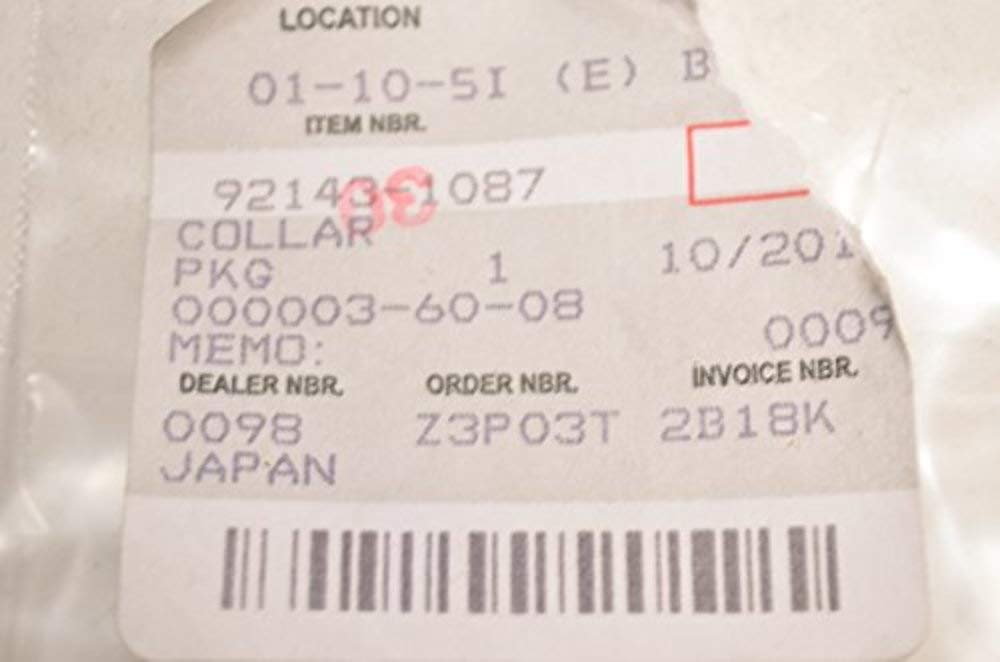 LOCATION
01-10-5I (E) B
ITEM NBR.
92143-1087
COLLAR
PKG 1 10/201
000003-60-08
0009
MEMO:
DEALER NBR. ORDER NBR. INVOICE NBR.
0098 Z3P03T 2B18K
JAPAN